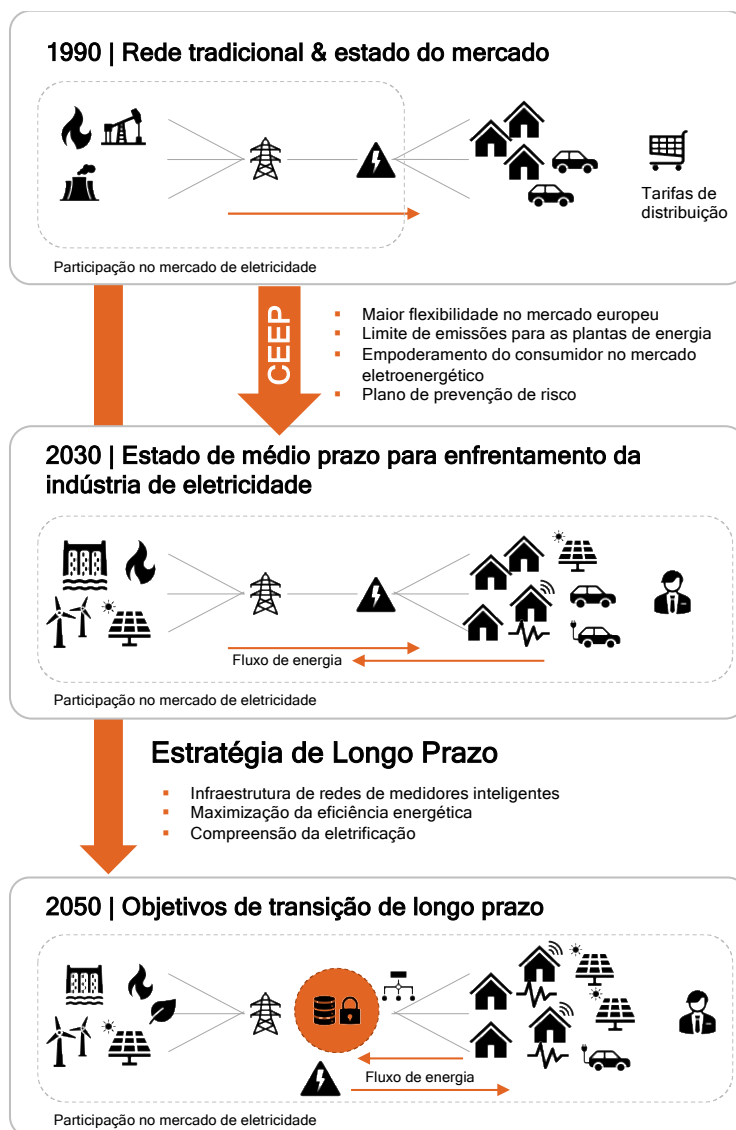 1990 | Rede tradicional & estado do mercado
Tarifas de
distribuição
Participação no mercado de eletricidade
CEEP
▪ Maior flexibilidade no mercado europeu
▪ Limite de emissões para as plantas de energia
▪ Empoderamento do consumidor no mercado
eletroenergético
▪ Plano de prevenção de risco
2030 | Estado de médio prazo para enfrentamento da
indústria de eletricidade
Fluxo de energia
Participação no mercado de eletricidade
Estratégia de Longo Prazo
▪ Infraestrutura de redes de medidores inteligentes
▪ Maximização da eficiência energética
▪ Compreensão da eletrificação
2050 | Objetivos de transição de longo prazo
Fluxo de energia
Participação no mercado de eletricidade